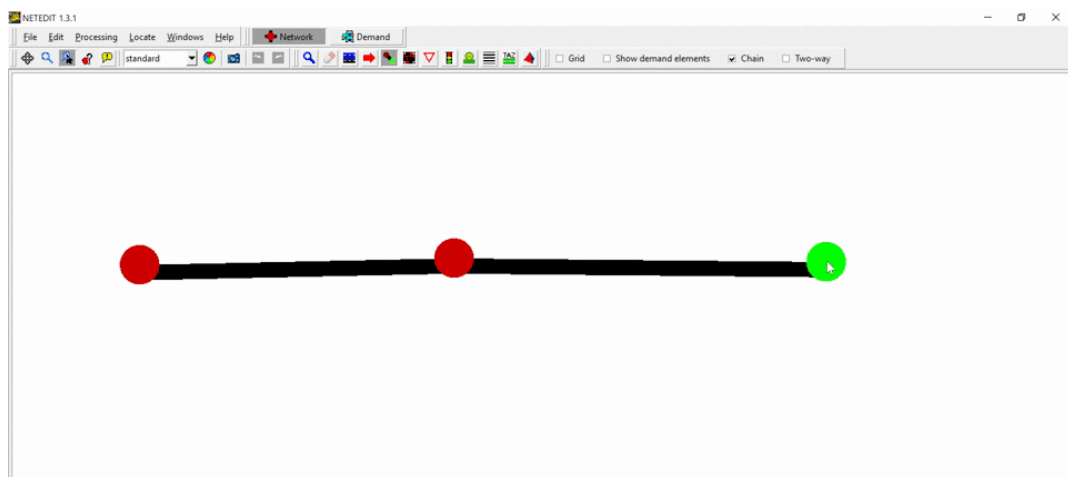 NETEDIT 1.3.1
File Edit Processing Locate Windows Help Network Demand
standard TAZ Grid Show demand elements Chain Two-way